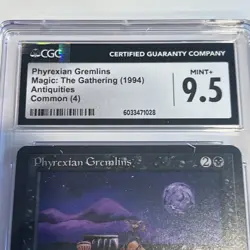 CGC CERTIFIED GUARANTY COMPANY
Phyrexian Gremlins
Magic: The Gathering (1994)
Antiquities
Common (4)
MINT+
9.5
6033471028
Phyrexian Gremlins 2